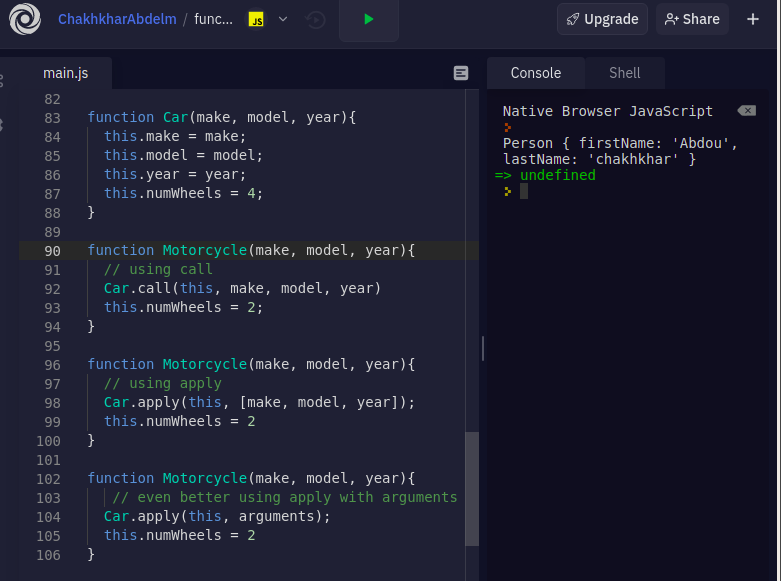 ChakhkharAbdelm / func... JS Upgrade Share +
main.js
Console Shell
82
83 function Car(make, model, year){
84 this.make = make;
85 this.model = model;
86 this.year = year;
87 this.numWheels = 4;
88 }
89
90 function Motorcycle(make, model, year){
91 // using call
92 Car.call(this, make, model, year)
93 this.numWheels = 2;
94 }
95
96 function Motorcycle(make, model, year){
97 // using apply
98 Car.apply(this, [make, model, year]);
99 this.numWheels = 2
100 }
101
102 function Motorcycle(make, model, year){
103 // even better using apply with arguments
104 Car.apply(this, arguments);
105 this.numWheels = 2
106 }
Native Browser JavaScript
Person { firstName: 'Abdou',
lastName: 'chakhkhar' }
=> undefined